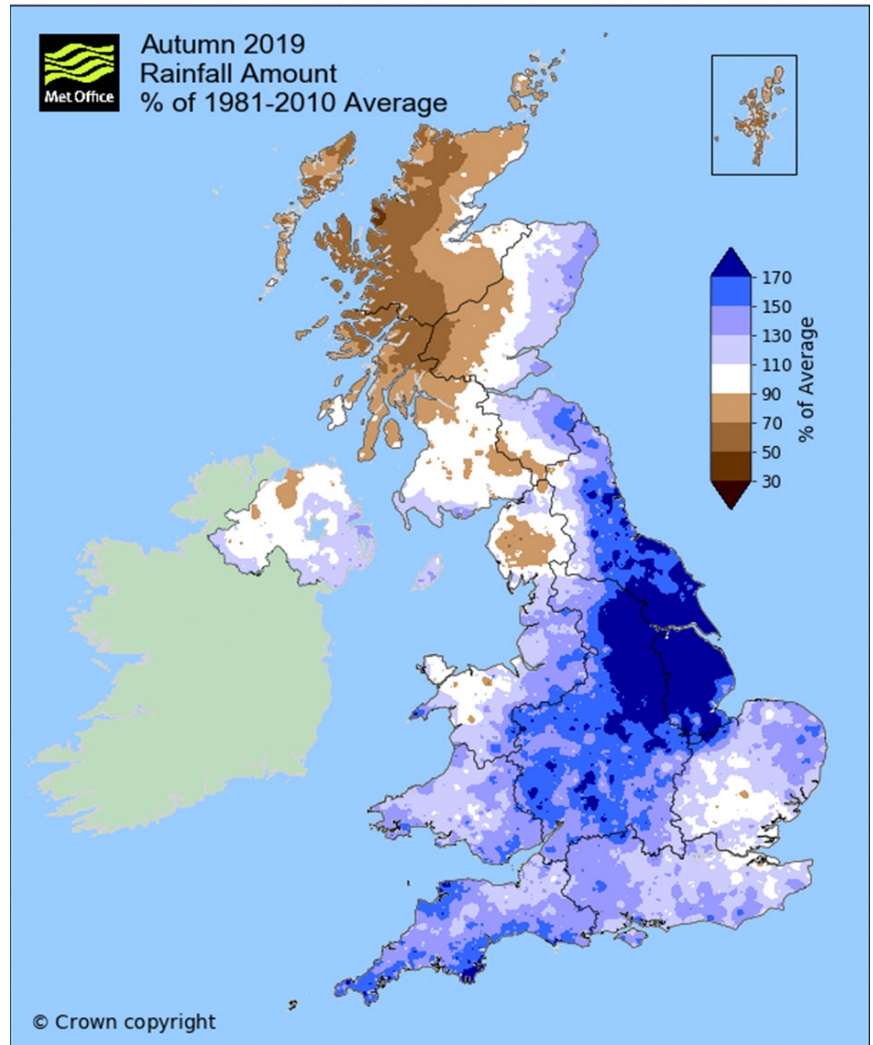 Autumn 2019
Rainfall Amount
% of 1981-2010 Average
Met Office
170
150
130
110
90
70
50
30
% of Average
© Crown copyright